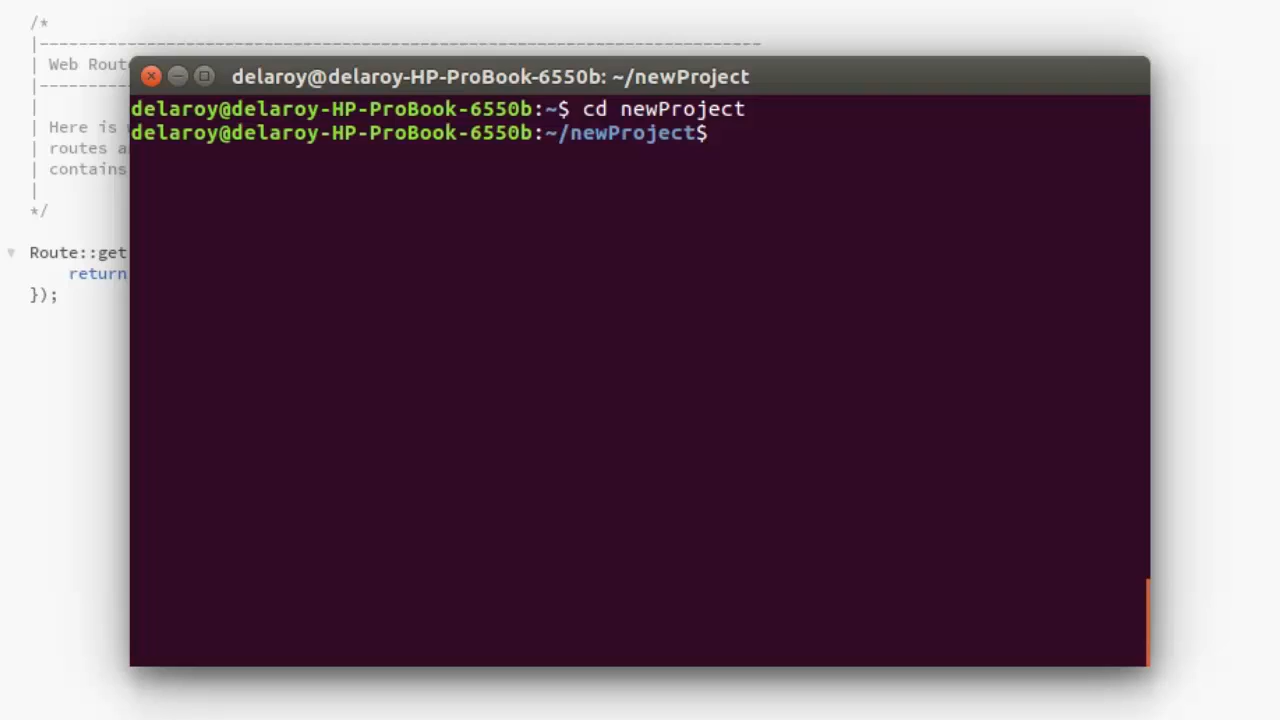 /*
|--------------------------------------------------------------------------
| Web Rout
|---------
|
| Here is
| routes a
| contains
|
*/
Route::get
return
});
delaroy@delaroy-HP-ProBook-6550b: ~/newProject
delaroy@delaroy-HP-ProBook-6550b:~$ cd newProject
delaroy@delaroy-HP-ProBook-6550b:~/newProject$